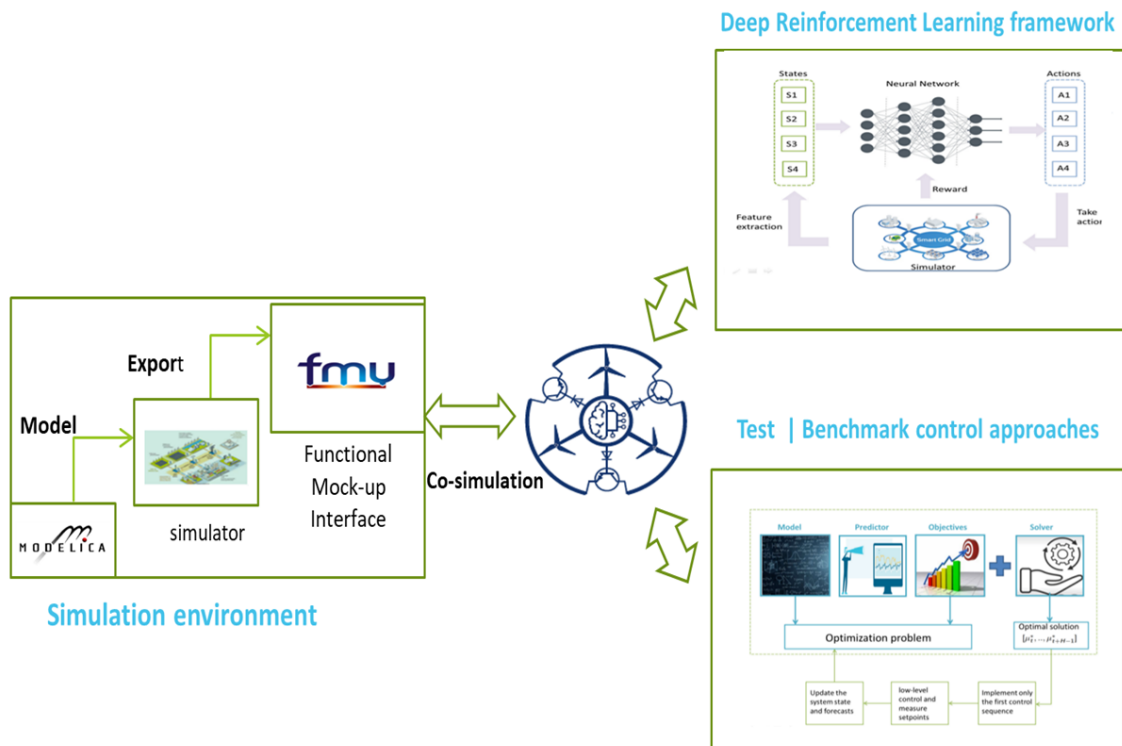 Deep Reinforcement Learning framework
States
Neural Network
Actions
S1
S2
S3
S4
A1
A2
A3
A4
Reward
Feature
extraction
Take
action
Smart Grid
Simulator
Export
Model
fmu
Functional
Mock-up
Interface
MODELICA
simulator
Co-simulation
Simulation environment
Test | Benchmark control approaches
Model
Predictor
Objectives
Solver
Optimization problem
Optimal solution
[μ*t,…,μ*t+H−1]
Update the
system state
and forecasts
low-level
control and
measure
setpoints
Implement only
the first control
sequence